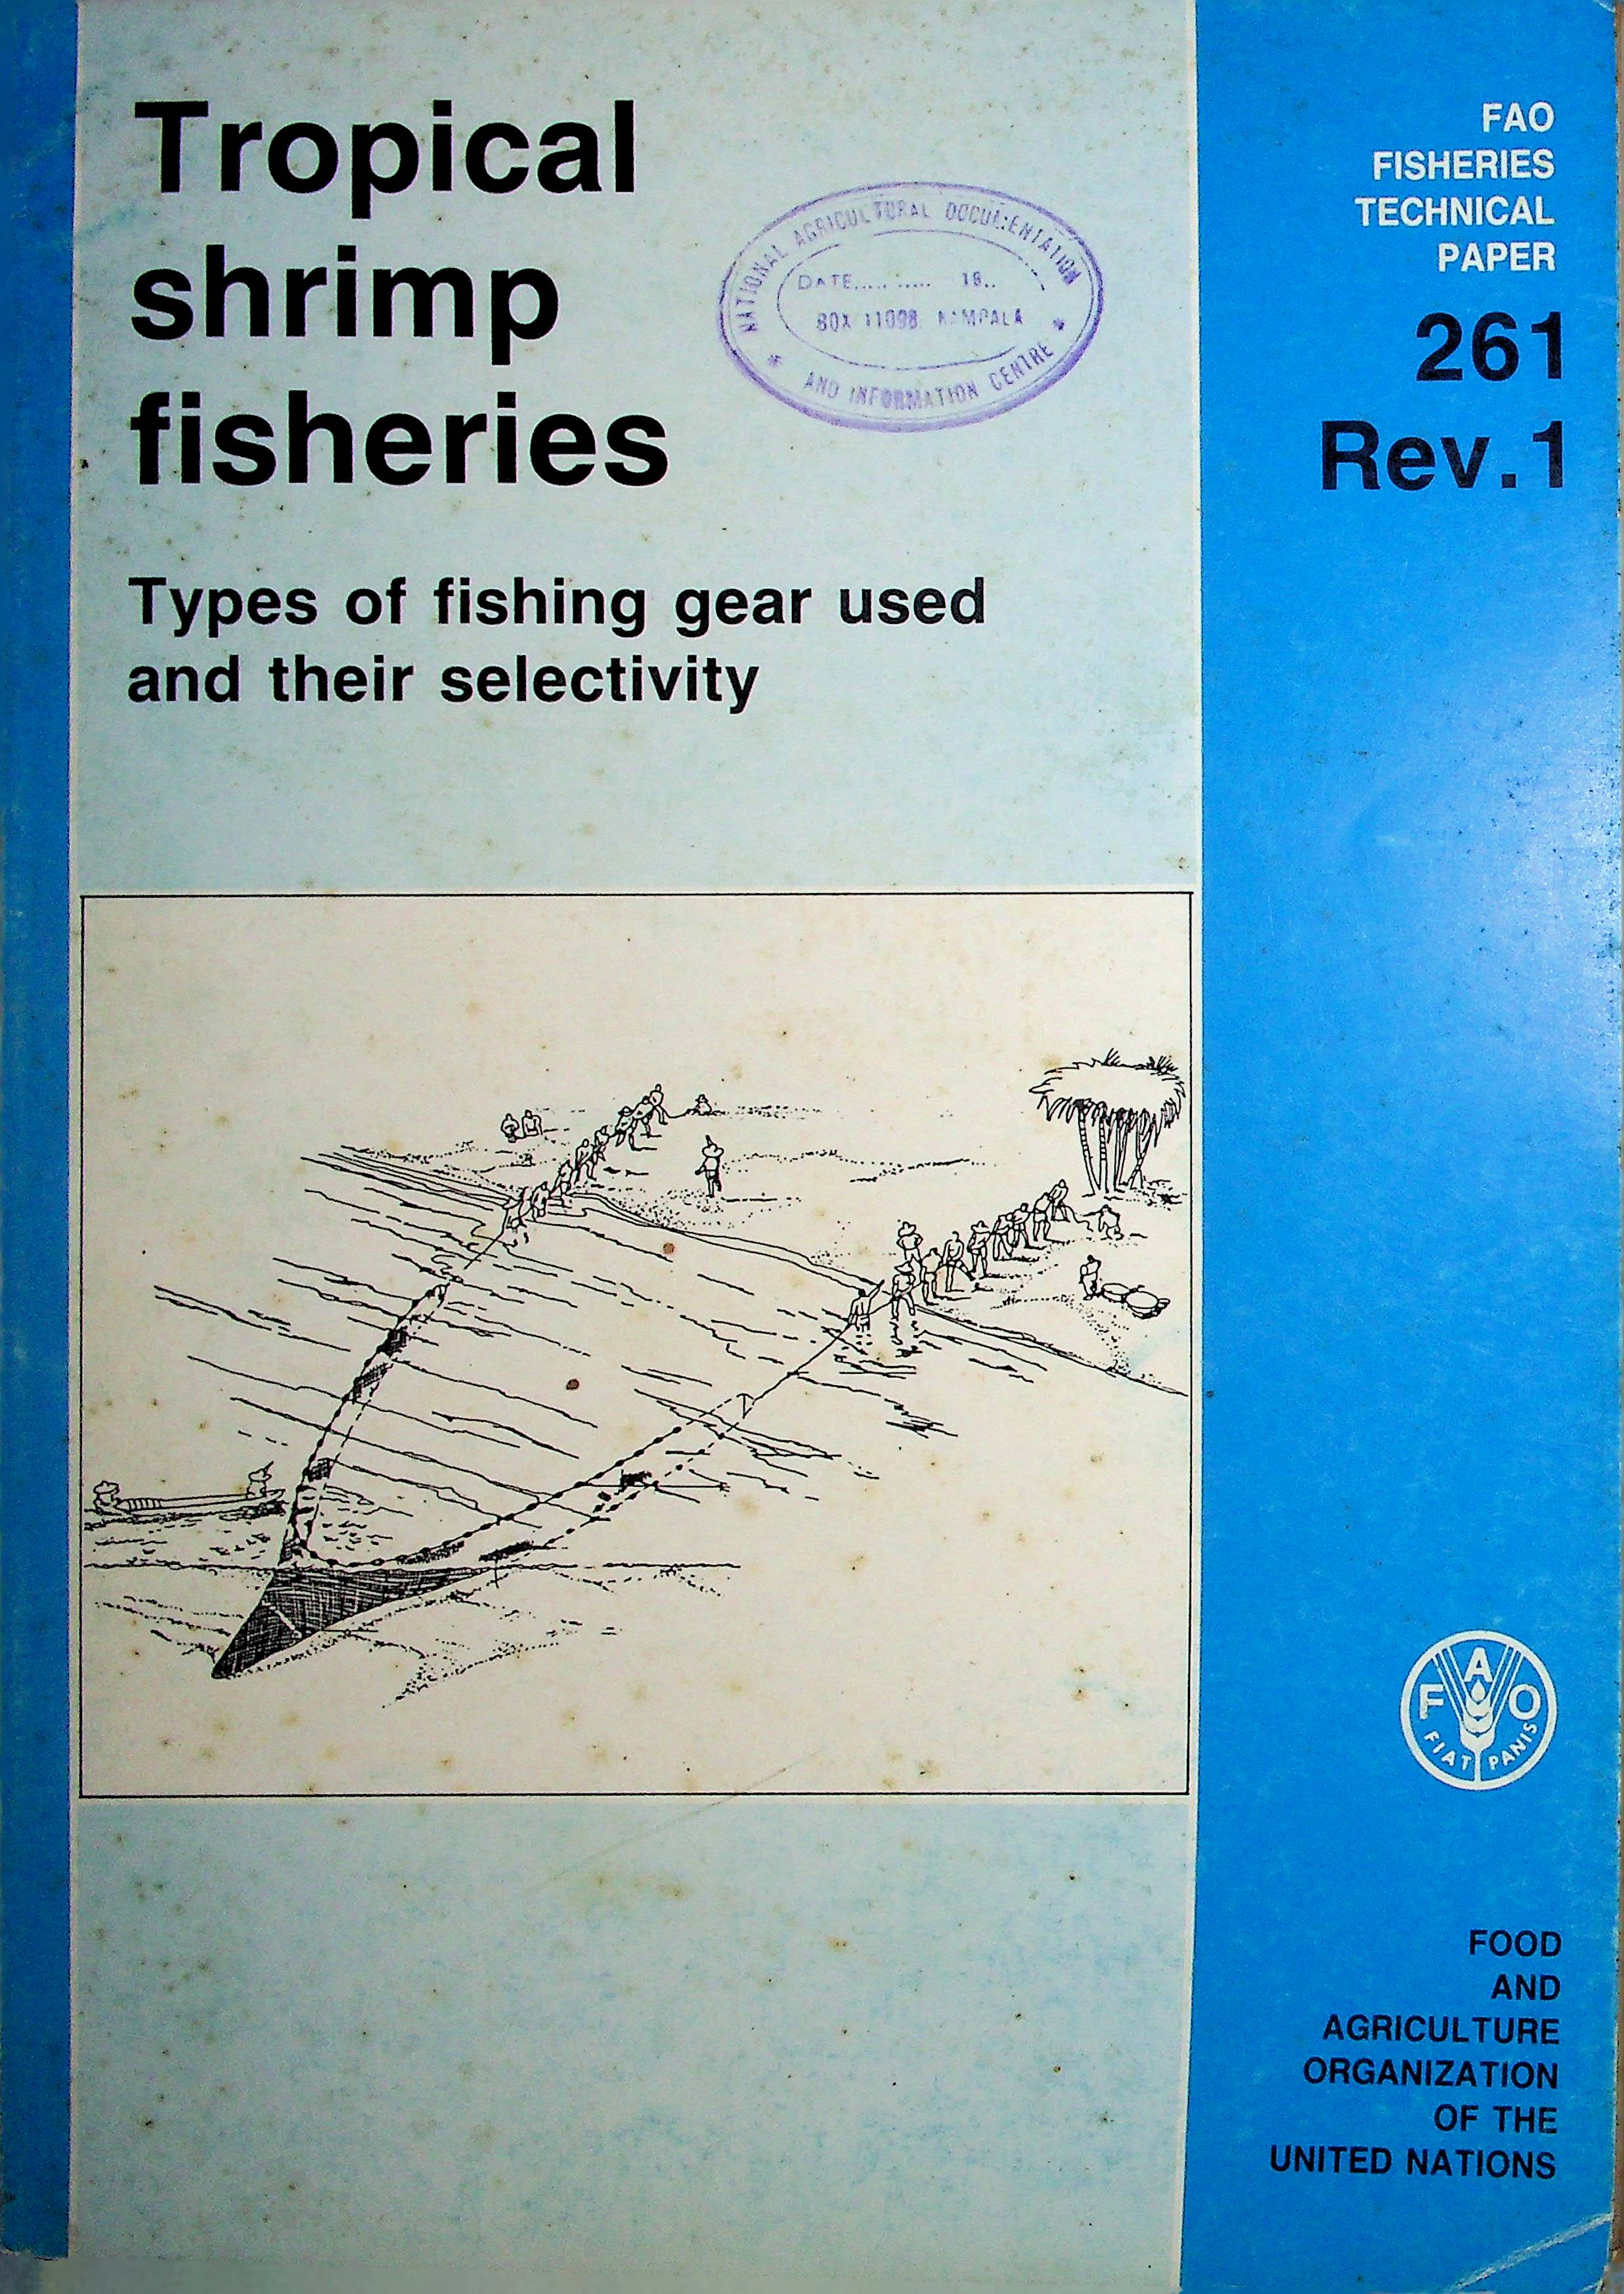 Tropical
shrimp
fisheries
Types of fishing gear used
and their selectivity
NATIONAL AGRICULTURAL DOCUMENTATION
DATE.... ..... 19..
BOX 11098, KAMPALA
* AND INFORMATION CENTRE *
FAO
FISHERIES
TECHNICAL
PAPER
261
Rev.1
F A O
FIAT PANIS
FOOD
AND
AGRICULTURE
ORGANIZATION
OF THE
UNITED NATIONS